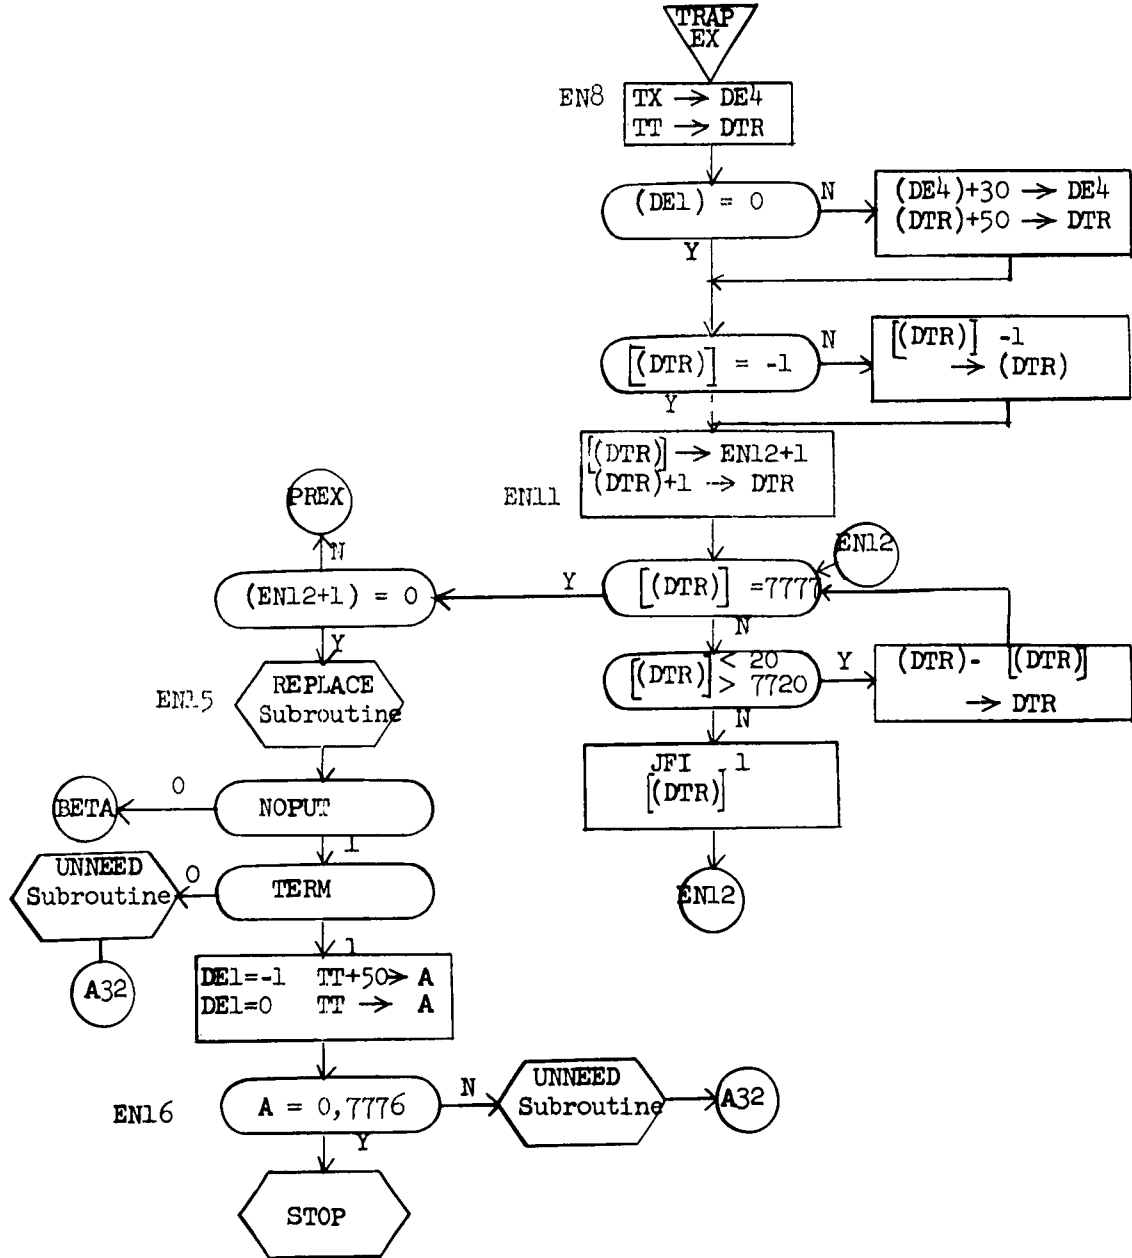 TRAP
EX
EN8
TX → DE4
TT → DTR
(DE1) = 0
N
(DE4)+30 → DE4
(DTR)+50 → DTR
Y
[(DTR)] = -1
N
[(DTR)] -1
→ (DTR)
Y
[(DTR)] → EN12+1
(DTR)+1 → DTR
EN11
PREX
N
EN12
(EN12+1) = 0
Y
[(DTR)] =7777
N
Y
[(DTR)] < 20
> 7720
Y
(DTR)- [(DTR)]
→ DTR
EN15
REPLACE
Subroutine
N
JFI 1
[(DTR)]
BETA
0
NOPUT
1
EN12
UNNEED
Subroutine
0
TERM
1
A32
DE1=-1 TT+50→ A
DE1=0 TT → A
EN16
A = 0,7776
N
UNNEED
Subroutine
A32
Y
STOP